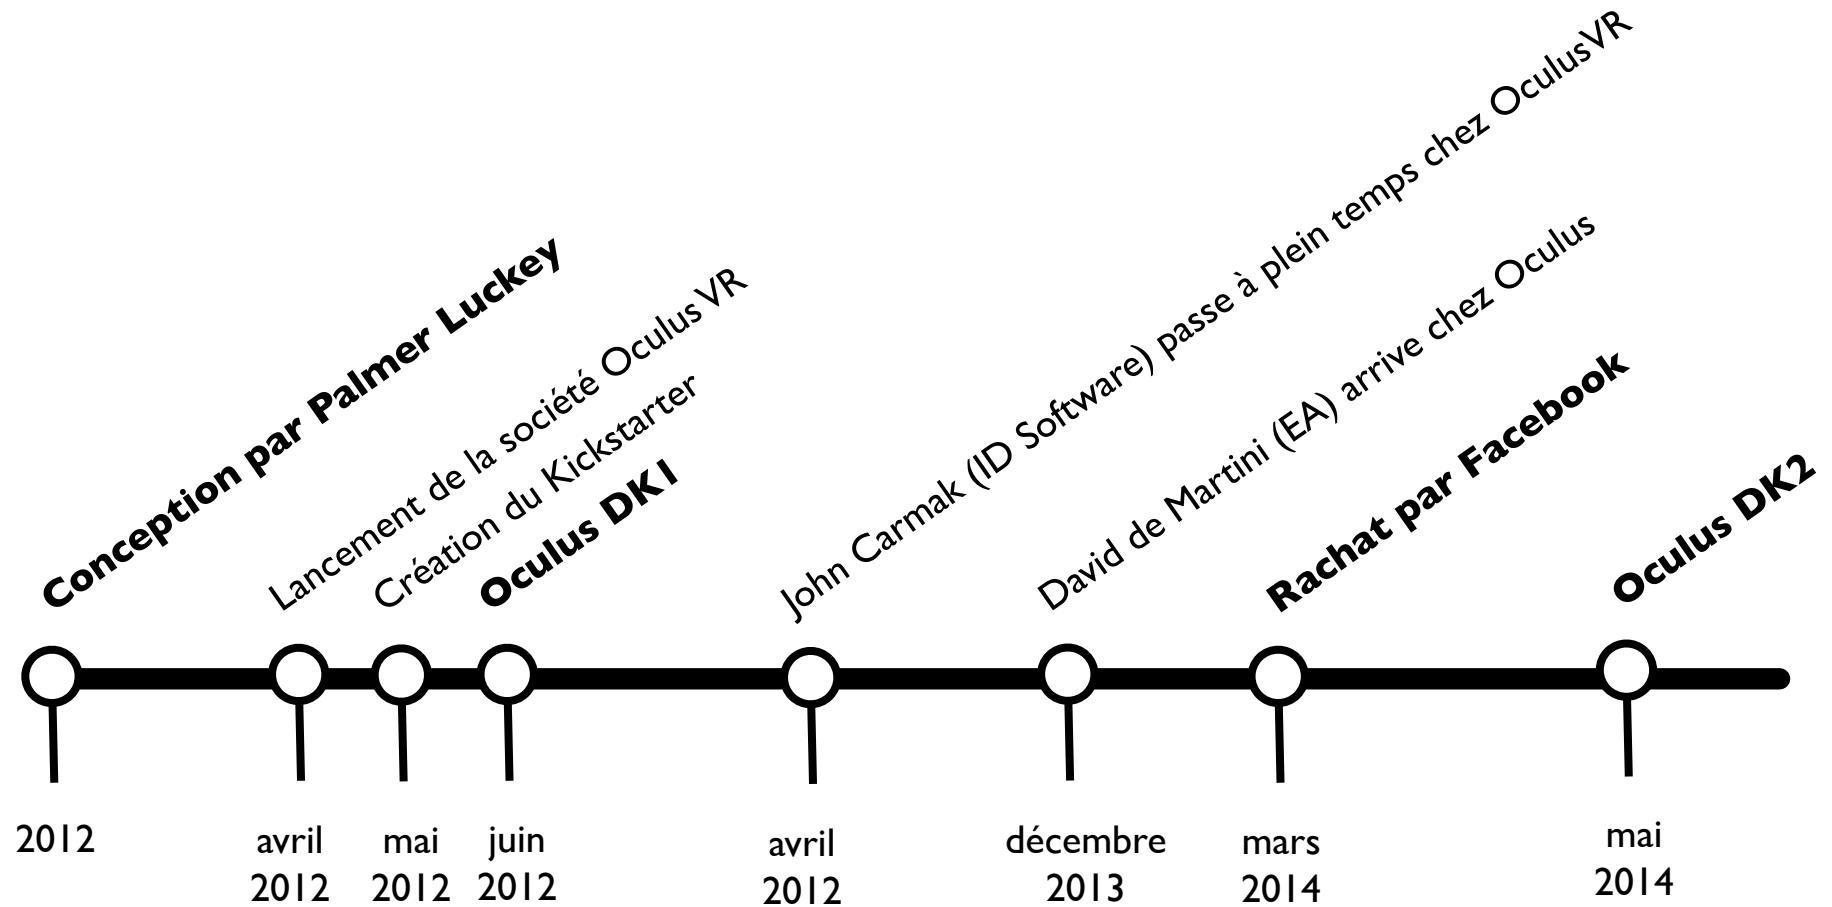 Conception par Palmer Luckey
Lancement de la société Oculus VR
Création du Kickstarter
Oculus DK1
John Carmak (ID Software) passe à plein temps chez OculusVR
David de Martini (EA) arrive chez Oculus
Rachat par Facebook
Oculus DK2
2012
avril
2012
mai
2012
juin
2012
avril
2012
décembre
2013
mars
2014
mai
2014